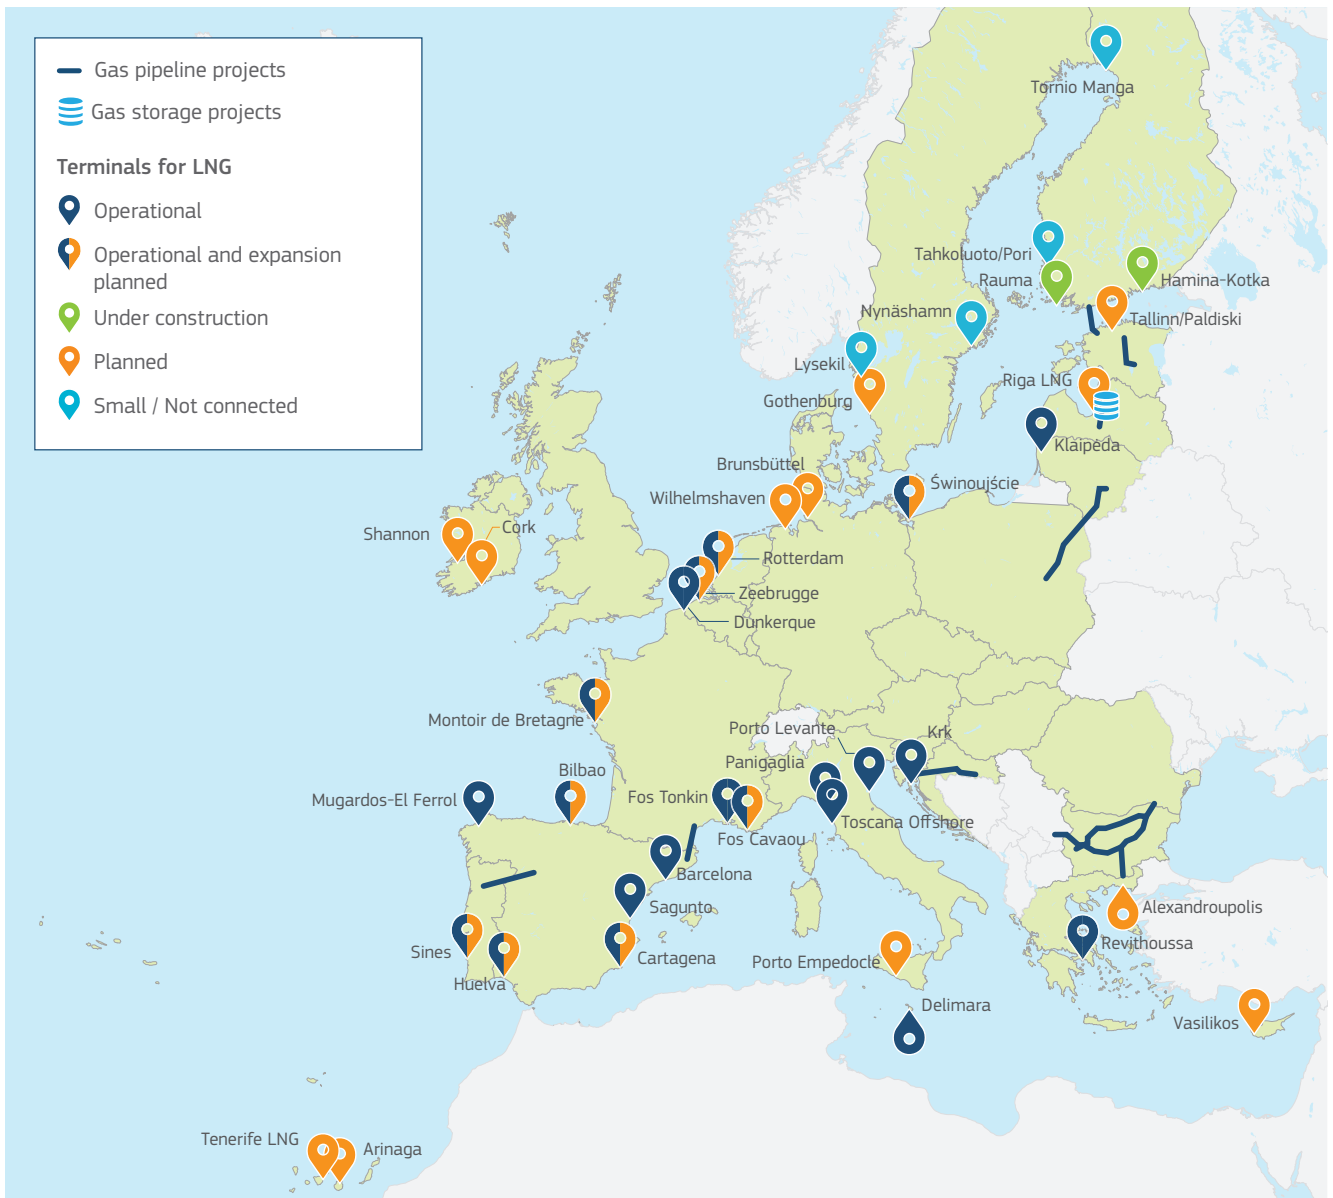 Gas pipeline projects
Gas storage projects
Terminals for LNG
Operational
Operational and expansion
planned
Under construction
Planned
Small / Not connected
Tornio Manga
Tahkoluoto/Pori
Rauma
Hamina-Kotka
Nynäshamn
Tallinn/Paldiski
Lysekil
Riga LNG
Gothenburg
Klaipeda
Brunsbüttel
Świnoujście
Wilhelmshaven
Shannon
Cork
Rotterdam
Zeebrugge
Dunkerque
Montoir de Bretagne
Porto Levante
Krk
Panigaglia
Bilbao
Mugardos-El Ferrol
Fos Tonkin
Toscana Offshore
Fos Cavaou
Barcelona
Sagunto
Alexandroupolis
Revithoussa
Sines
Cartagena
Porto Empedocle
Huelva
Delimara
Vasilikos
Tenerife LNG
Arinaga